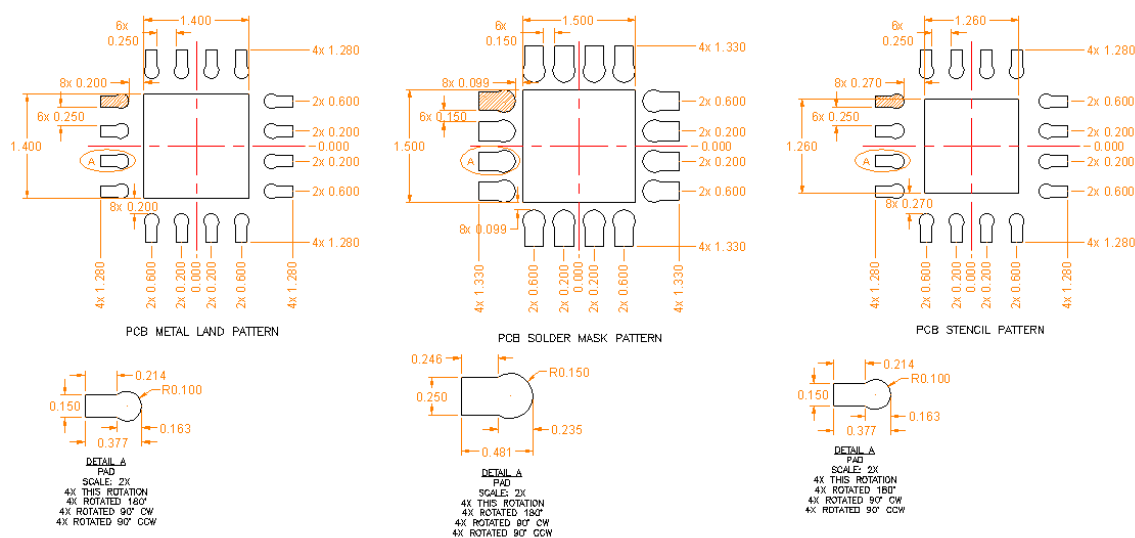 1.400
6X
0.250
4X 1.280
8X 0.200
2X 0.600
6X 0.250
2X 0.200
1.400
0.000
A
2X 0.200
2X 0.600
8X 0.200
4X 1.280
4X 1.280
2X 0.600
2X 0.200
0.000
2X 0.200
2X 0.600
4X 1.280
PCB METAL LAND PATTERN
0.214
R0.100
0.150
0.163
0.377
DETAIL A
PAD
SCALE: 2X
4X THIS ROTATION
4X ROTATED 180°
4X ROTATED 90° CW
4X ROTATED 90° CCW
1.500
6X
0.150
4X 1.330
8X 0.099
2X 0.600
6X 0.150
2X 0.200
1.500
0.000
A
2X 0.200
2X 0.600
8X 0.099
4X 1.330
4X 1.330
2X 0.600
2X 0.200
0.000
2X 0.200
2X 0.600
4X 1.330
PCB SOLDER MASK PATTERN
0.246
R0.150
0.250
0.235
0.481
DETAIL A
PAD
SCALE: 2X
4X THIS ROTATION
4X ROTATED 180°
4X ROTATED 90° CW
4X ROTATED 90° CCW
1.260
6X
0.250
4X 1.280
8X 0.270
2X 0.600
6X 0.250
2X 0.200
1.260
0.000
A
2X 0.200
2X 0.600
8X 0.270
4X 1.280
4X 1.280
2X 0.600
2X 0.200
0.000
2X 0.200
2X 0.600
4X 1.280
PCB STENCIL PATTERN
0.214
R0.100
0.150
0.163
0.377
DETAIL A
PAD
SCALE: 2X
4X THIS ROTATION
4X ROTATED 180°
4X ROTATED 90° CW
4X ROTATED 90° CCW